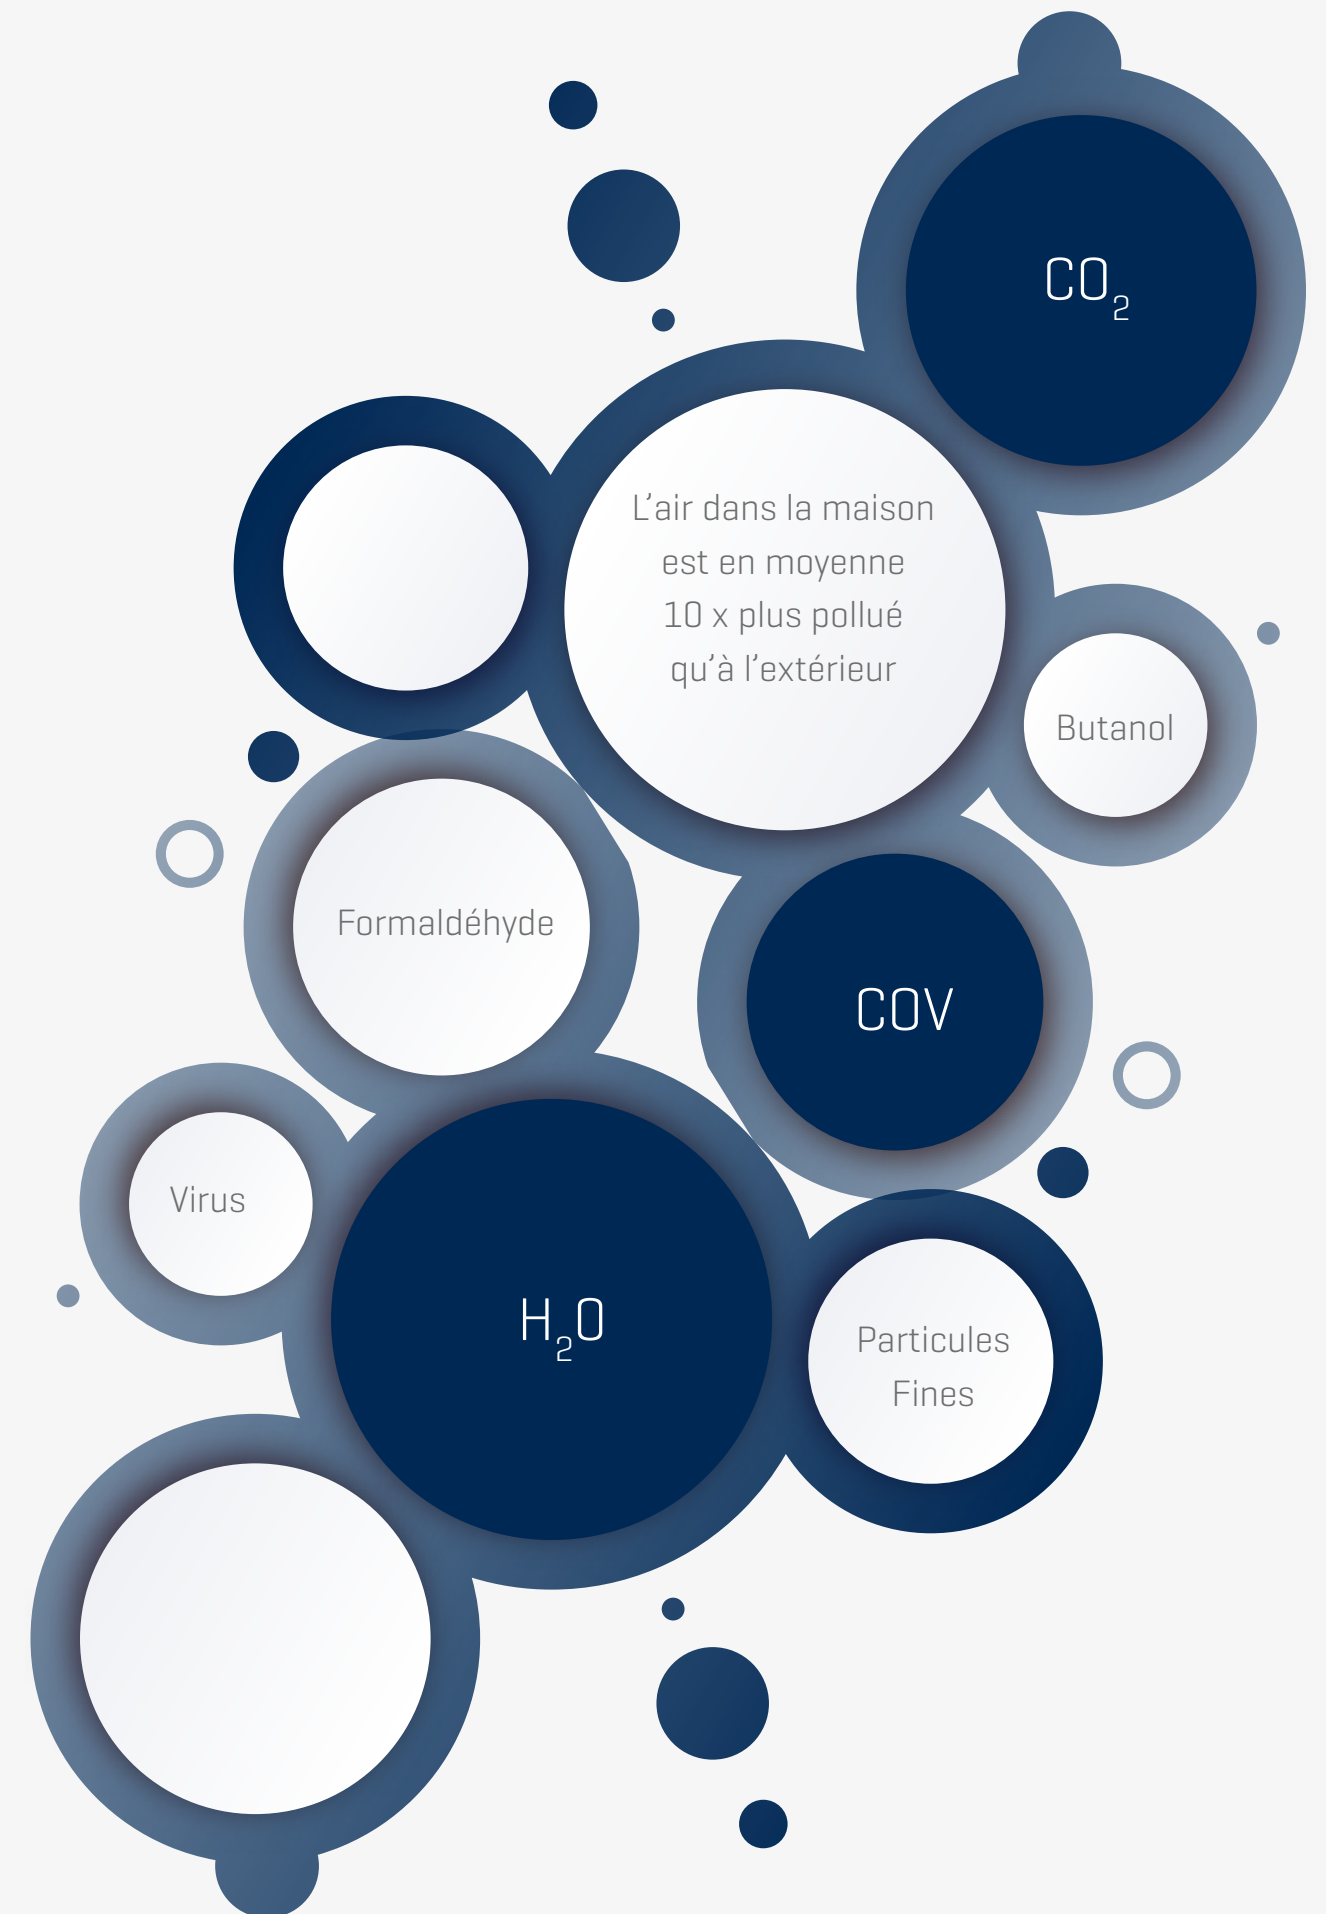 CO₂
L’air dans la maison
est en moyenne
10 x plus pollué
qu’à l’extérieur
Butanol
Formaldéhyde
COV
Virus
H₂O
Particules
Fines